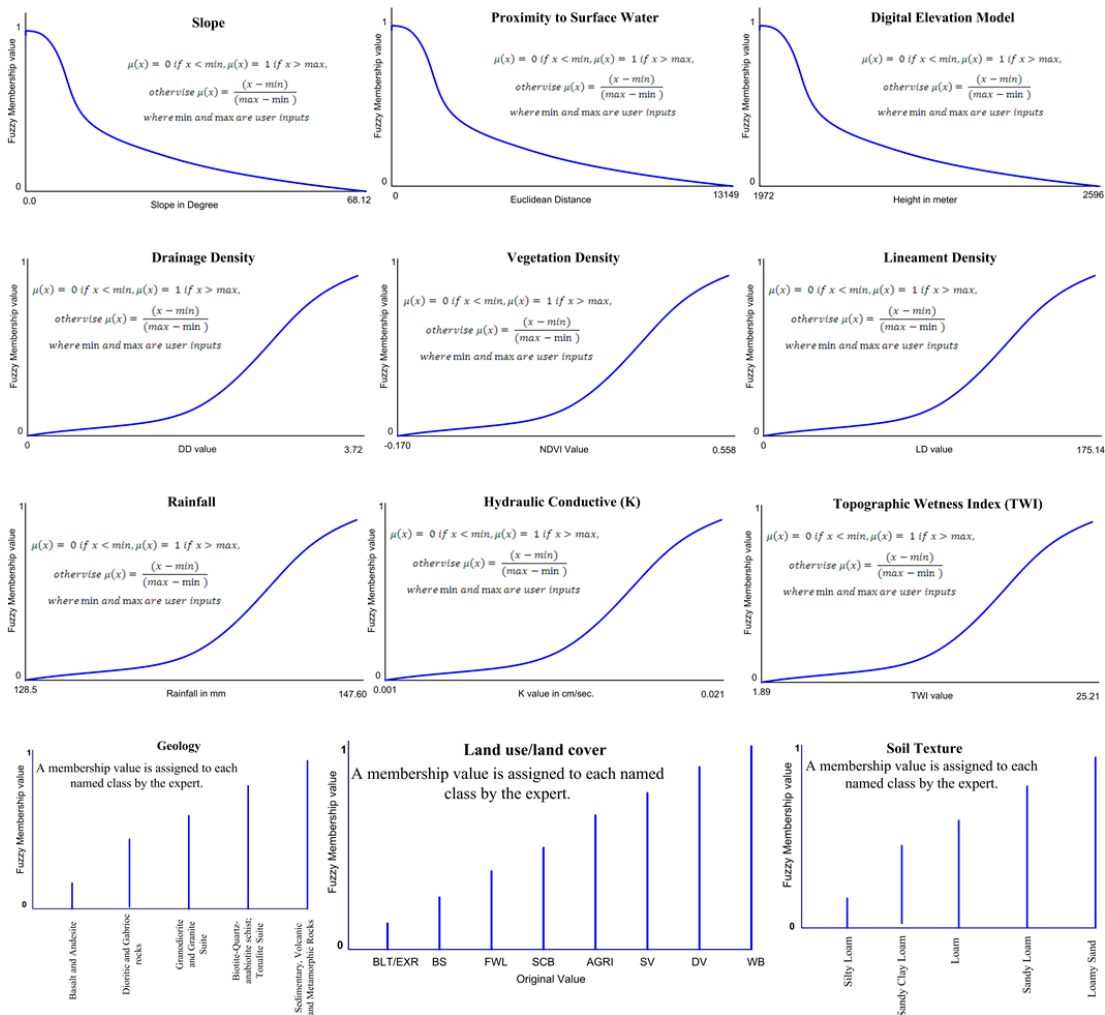 Slope
Fuzzy Membership value
1
μ(x) = 0 if x < min, μ(x) = 1 if x > max,
othervise μ(x) = (x − min)
(max − min )
where min and max are user inputs
0
0.0
Slope in Degree
68.12
Proximity to Surface Water
Fuzzy Membership value
1
μ(x) = 0 if x < min, μ(x) = 1 if x > max,
othervise μ(x) = (x − min)
(max − min )
where min and max are user inputs
0
0
Euclidean Distance
13149
Digital Elevation Model
Fuzzy Membership value
1
μ(x) = 0 if x < min, μ(x) = 1 if x > max,
othervise μ(x) = (x − min)
(max − min )
where min and max are user inputs
0
1972
Height in meter
2596
Drainage Density
Fuzzy Membership value
1
μ(x) = 0 if x < min, μ(x) = 1 if x > max,
othervise μ(x) = (x − min)
(max − min )
where min and max are user inputs
0
0
DD value
3.72
Vegetation Density
Fuzzy Membership value
1
μ(x) = 0 if x < min, μ(x) = 1 if x > max,
othervise μ(x) = (x − min)
(max − min )
where min and max are user inputs
0
-0.170
NDVI Value
0.558
Lineament Density
Fuzzy Membership value
1
μ(x) = 0 if x < min, μ(x) = 1 if x > max,
othervise μ(x) = (x − min)
(max − min )
where min and max are user inputs
0
0
LD value
175.14
Rainfall
Fuzzy Membership value
1
μ(x) = 0 if x < min, μ(x) = 1 if x > max,
othervise μ(x) = (x − min)
(max − min )
where min and max are user inputs
0
128.5
Rainfall in mm
147.60
Hydraulic Conductive (K)
Fuzzy Membership value
1
μ(x) = 0 if x < min, μ(x) = 1 if x > max,
othervise μ(x) = (x − min)
(max − min )
where min and max are user inputs
0
0.001
K value in cm/sec.
0.021
Topographic Wetness Index (TWI)
Fuzzy Membership value
1
μ(x) = 0 if x < min, μ(x) = 1 if x > max,
othervise μ(x) = (x − min)
(max − min )
where min and max are user inputs
0
1.89
TWI value
25.21
Geology
Fuzzy Membership value
1
A membership value is assigned to each
named class by the expert.
0
Basalt and Andesite
Dioritic and Gabrioc
rocks
Granodiorite
and Granite
Suite
Biotite-Quartz-
anabiotite schist;
Tonalite Suite
Sedimentary, Volcanic
and Metamorphic Rocks
Land use/land cover
Fuzzy Membership value
1
A membership value is assigned to each named
class by the expert.
0
BLT/EXR BS FWL SCB AGRI SV DV WB
Original Value
Soil Texture
Fuzzy Membership value
1
A membership value is assigned to each
named class by the expert.
0
Silty Loam
Sandy Clay Loam
Loam
Sandy Loam
Loamy Sand